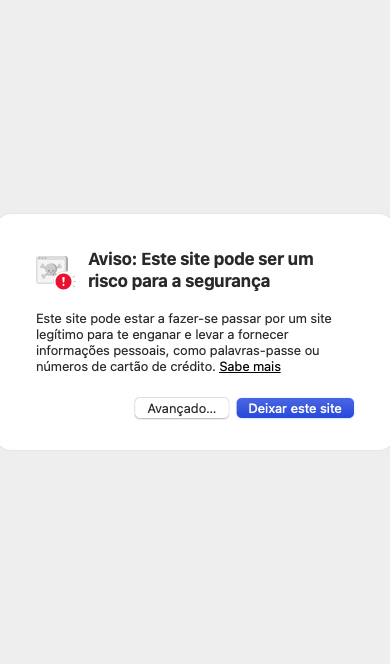 Aviso: Este site pode ser um
risco para a segurança
Este site pode estar a fazer-se passar por um site
legítimo para te enganar e levar a fornecer
informações pessoais, como palavras-passe ou
números de cartão de crédito. Sabe mais
Avançado... Deixar este site